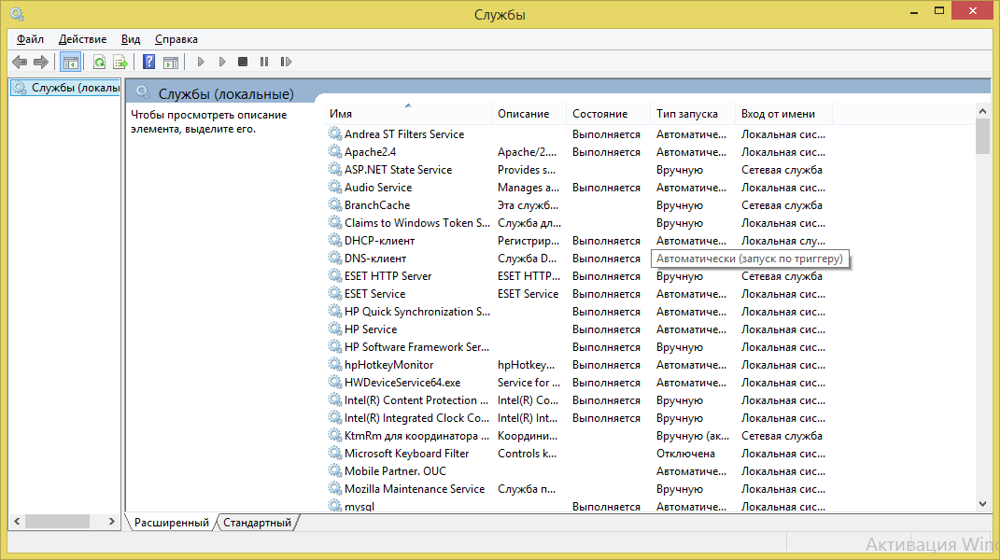 Службы
Файл Действие Вид Справка
Службы (локалы
Службы (локальные)
Чтобы просмотреть описание
элемента, выделите его.
Имя Описание Состояние Тип запуска Вход от имени
Andrea ST Filters Service Выполняется Автоматиче... Локальная сис...
Apache2.4 Apache/2.... Выполняется Автоматиче... Локальная сис...
ASP.NET State Service Provides s... Вручную Сетевая служба
Audio Service Manages a... Выполняется Автоматиче... Локальная сис...
BranchCache Эта служб... Вручную Сетевая служба
Claims to Windows Token S... Служба дл... Вручную Локальная сис...
DHCP-клиент Регистрир... Выполняется Автоматиче... Локальная слу...
DNS-клиент Служба D... Выполняется Автоматически (запуск по триггеру)
ESET HTTP Server ESET HTTP... Выполняется Вручную Сетевая служба
ESET Service ESET Service Выполняется Автоматиче... Локальная сис...
HP Quick Synchronization S... Выполняется Автоматиче... Локальная сис...
HP Service Выполняется Автоматиче... Локальная сис...
HP Software Framework Ser... Выполняется Вручную Локальная сис...
hpHotkeyMonitor hpHotkey... Выполняется Автоматиче... Локальная сис...
HWDeviceService64.exe Service for ... Выполняется Автоматиче... Локальная сис...
Intel(R) Content Protection ... Intel(R) Co... Выполняется Вручную Локальная сис...
Intel(R) Integrated Clock Co... Intel(R) Int... Выполняется Вручную Локальная сис...
KtmRm для координатора ... Координи... Вручную (ак... Сетевая служба
Microsoft Keyboard Filter Controls k... Отключена Локальная сис...
Mobile Partner. OUC Автоматиче... Локальная сис...
Mozilla Maintenance Service Служба п... Вручную Локальная сис...
mysql Выполняется Автоматиче... Локальная сис...
Расширенный Стандартный
Активация Wind